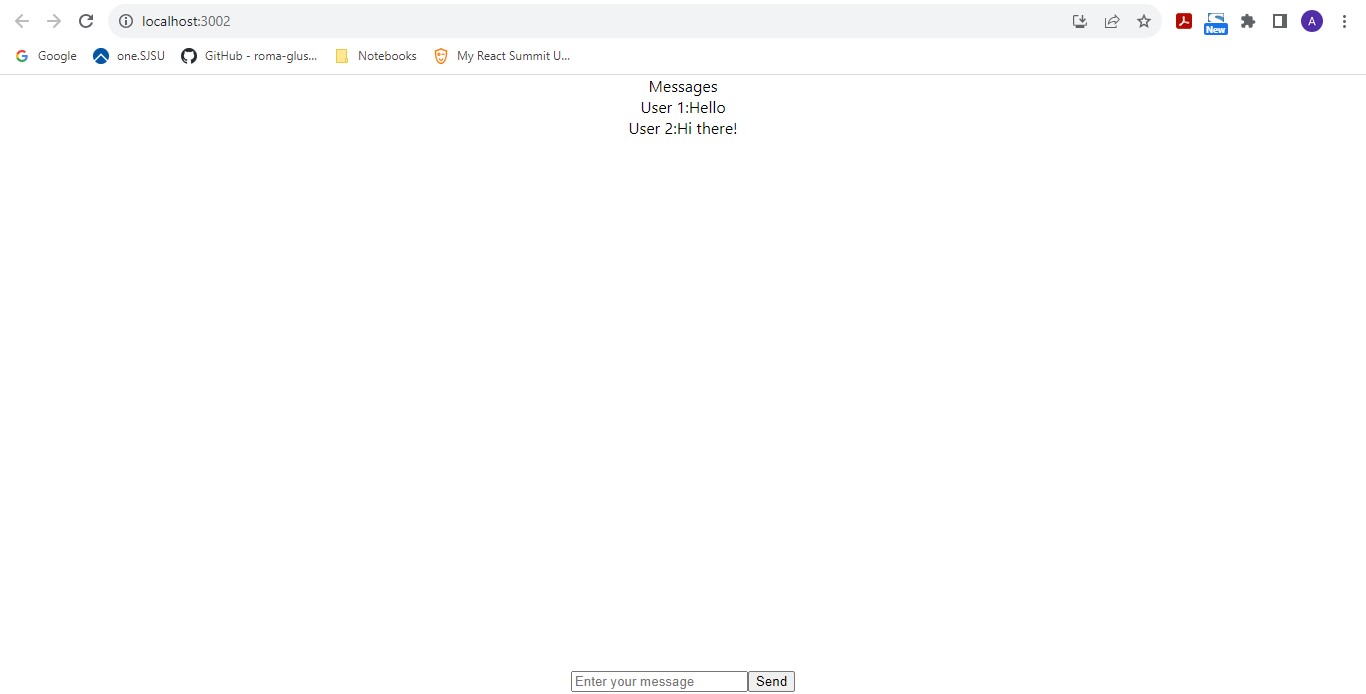 localhost:3002
New
A
Google
one.SJSU
GitHub - roma-glus...
Notebooks
My React Summit U...
Messages
User 1:Hello
User 2:Hi there!
Enter your message
Send